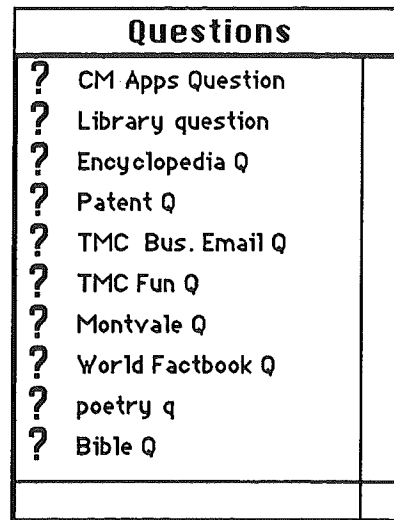 Questions
? CM Apps Question
? Library question
? Encyclopedia Q
? Patent Q
? TMC Bus. Email Q
? TMC Fun Q
? Montvale Q
? World Factbook Q
? poetry q
? Bible Q